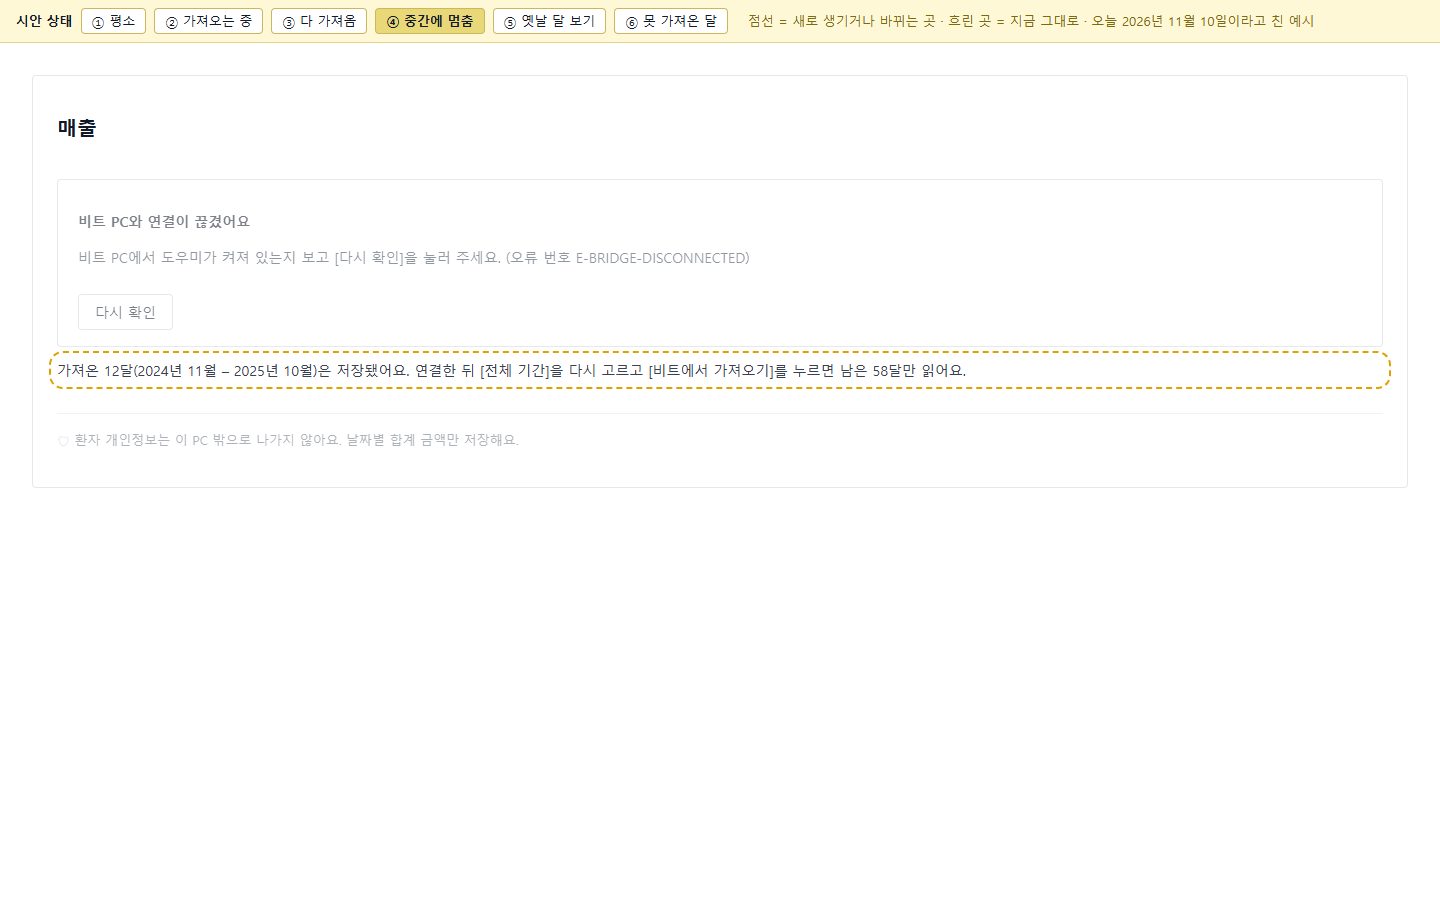 시안 상태 ① 평소 ② 가져오는 중 ③ 다 가져옴 ④ 중간에 멈춤 ⑤ 옛날 달 보기 ⑥ 못 가져온 달 점선 = 새로 생기거나 바뀌는 곳 · 흐린 곳 = 지금 그대로 · 오늘 2026년 11월 10일이라고 친 예시
매출
비트 PC와 연결이 끊겼어요
비트 PC에서 도우미가 켜져 있는지 보고 [다시 확인]을 눌러 주세요. (오류 번호 E-BRIDGE-DISCONNECTED)
다시 확인
가져온 12달(2024년 11월 – 2025년 10월)은 저장됐어요. 연결한 뒤 [전체 기간]을 다시 고르고 [비트에서 가져오기]를 누르면 남은 58달만 읽어요.
환자 개인정보는 이 PC 밖으로 나가지 않아요. 날짜별 합계 금액만 저장해요.